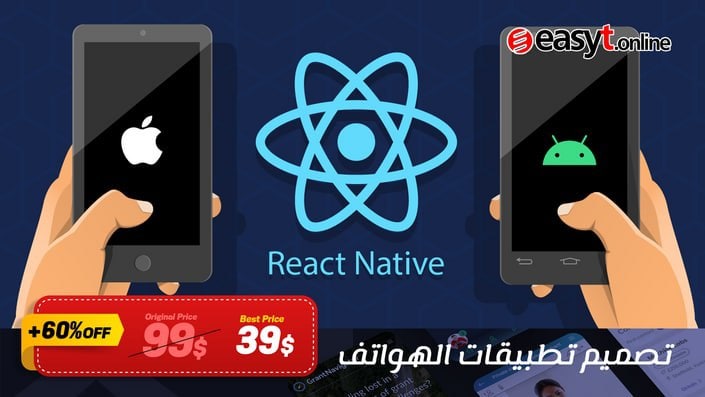 easyt.online
React Native
+60%OFF
Original Price
99$
Best Price
39$
تصميم تطبيقات الهواتف